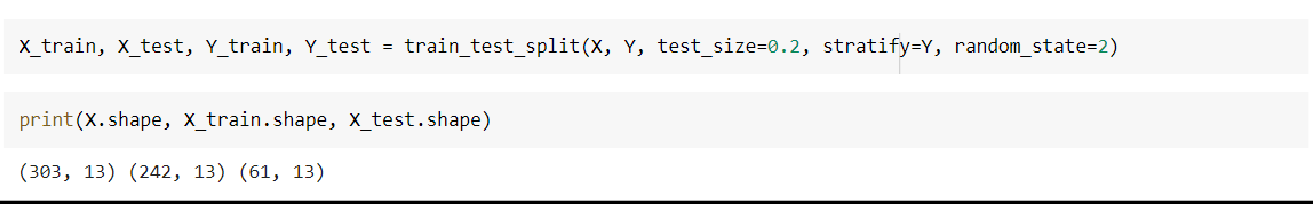 X_train, X_test, Y_train, Y_test = train_test_split(X, Y, test_size=0.2, stratify=Y, random_state=2)
print(X.shape, X_train.shape, X_test.shape)
(303, 13) (242, 13) (61, 13)